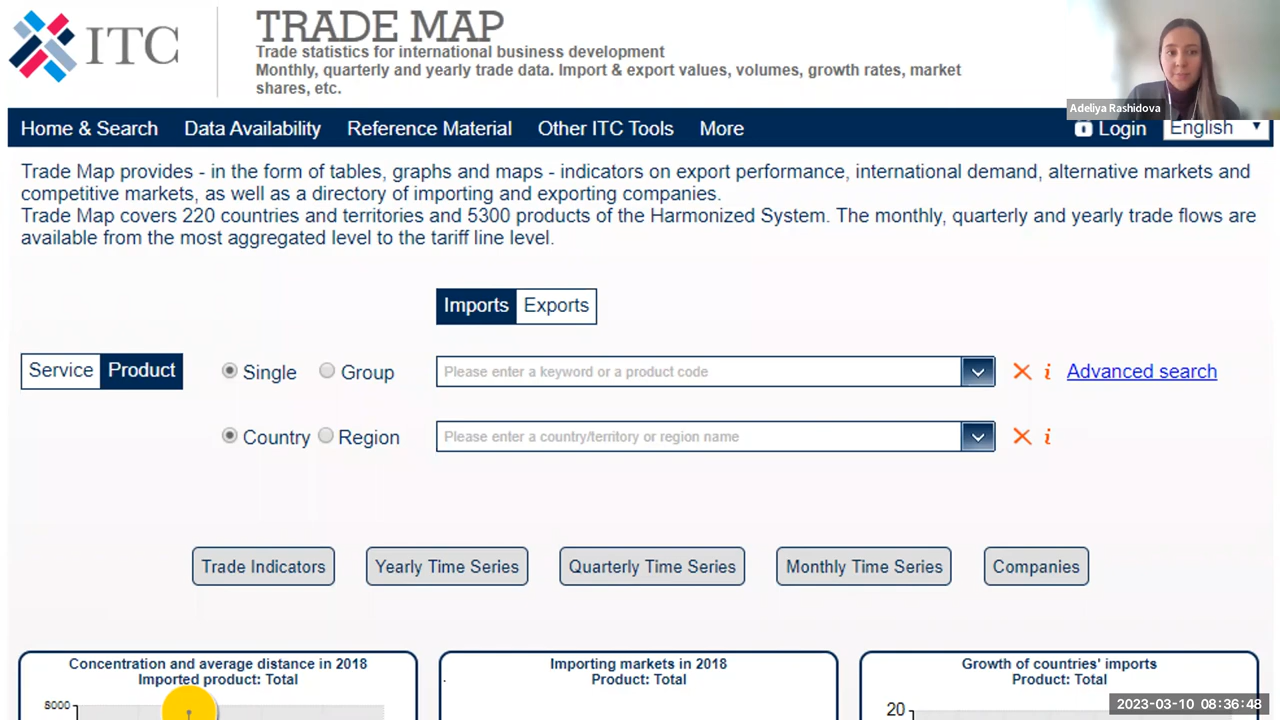 ITC
TRADE MAP
Trade statistics for international business development
Monthly, quarterly and yearly trade data. Import & export values, volumes, growth rates, market
shares, etc.
Adeliya Rashidova
Home & Search Data Availability Reference Material Other ITC Tools More Login English
Trade Map provides - in the form of tables, graphs and maps - indicators on export performance, international demand, alternative markets and
competitive markets, as well as a directory of importing and exporting companies.
Trade Map covers 220 countries and territories and 5300 products of the Harmonized System. The monthly, quarterly and yearly trade flows are
available from the most aggregated level to the tariff line level.
Imports Exports
Service Product Single Group Please enter a keyword or a product code i Advanced search
Country Region Please enter a country/territory or region name i
Trade Indicators Yearly Time Series Quarterly Time Series Monthly Time Series Companies
Concentration and average distance in 2018
Imported product: Total
5000
Importing markets in 2018
Product: Total
Growth of countries' imports
Product: Total
20
2023-03-10 08:36:48